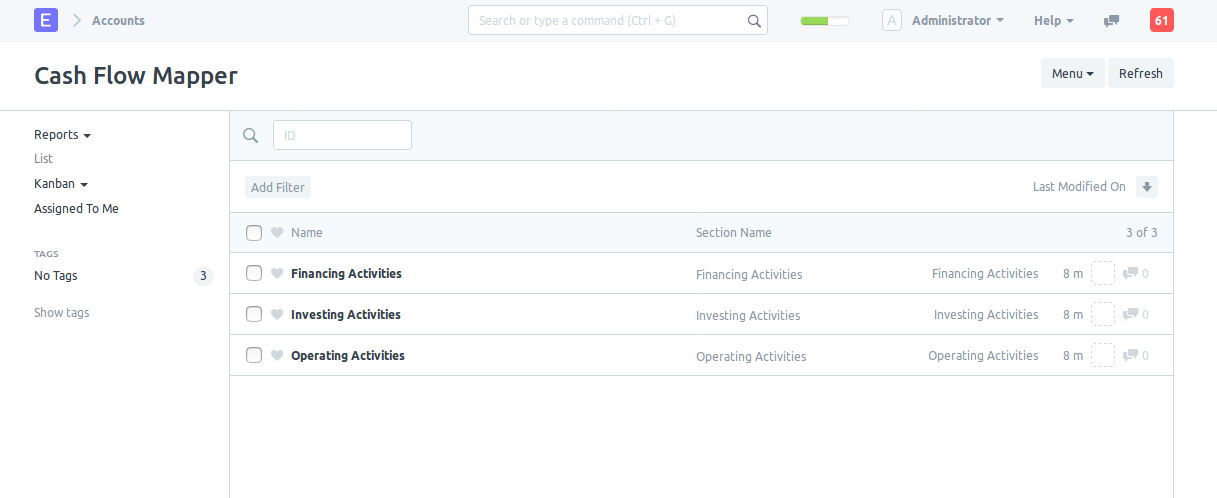 E Accounts Search or type a command (Ctrl + G) A Administrator Help 61
Cash Flow Mapper Menu Refresh
Reports
List
Kanban
Assigned To Me
TAGS
No Tags 3
Show tags
ID
Add Filter Last Modified On
Name Section Name 3 of 3
Financing Activities Financing Activities Financing Activities 8 m 0
Investing Activities Investing Activities Investing Activities 8 m 0
Operating Activities Operating Activities Operating Activities 8 m 0